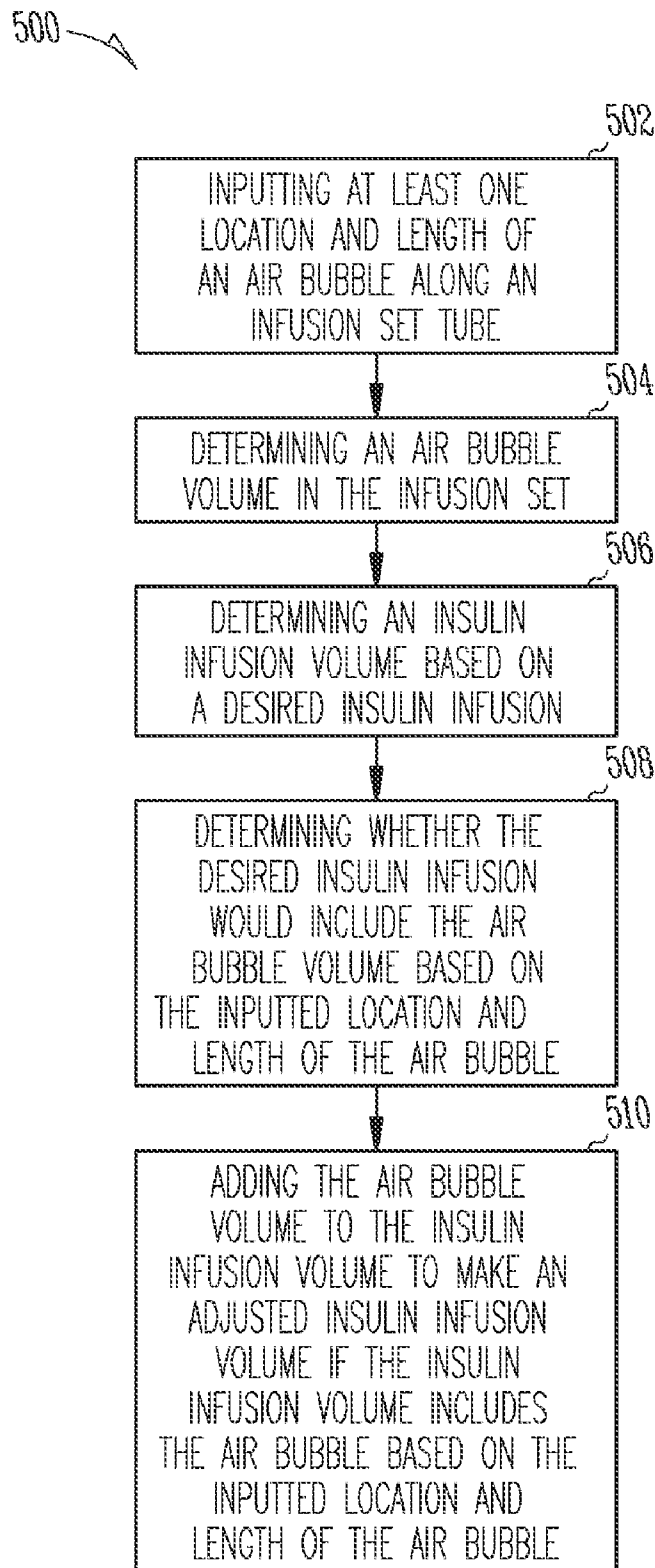 500
502
INPUTTING AT LEAST ONE
LOCATION AND LENGTH OF
AN AIR BUBBLE ALONG AN
INFUSION SET TUBE
504
DETERMINING AN AIR BUBBLE
VOLUME IN THE INFUSION SET
506
DETERMINING AN INSULIN
INFUSION VOLUME BASED ON
A DESIRED INSULIN INFUSION
508
DETERMINING WHETHER THE
DESIRED INSULIN INFUSION
WOULD INCLUDE THE AIR
BUBBLE VOLUME BASED ON
THE INPUTTED LOCATION AND
LENGTH OF THE AIR BUBBLE
510
ADDING THE AIR BUBBLE
VOLUME TO THE INSULIN
INFUSION VOLUME TO MAKE AN
ADJUSTED INSULIN INFUSION
VOLUME IF THE INSULIN
INFUSION VOLUME INCLUDES
THE AIR BUBBLE BASED ON THE
INPUTTED LOCATION AND
LENGTH OF THE AIR BUBBLE